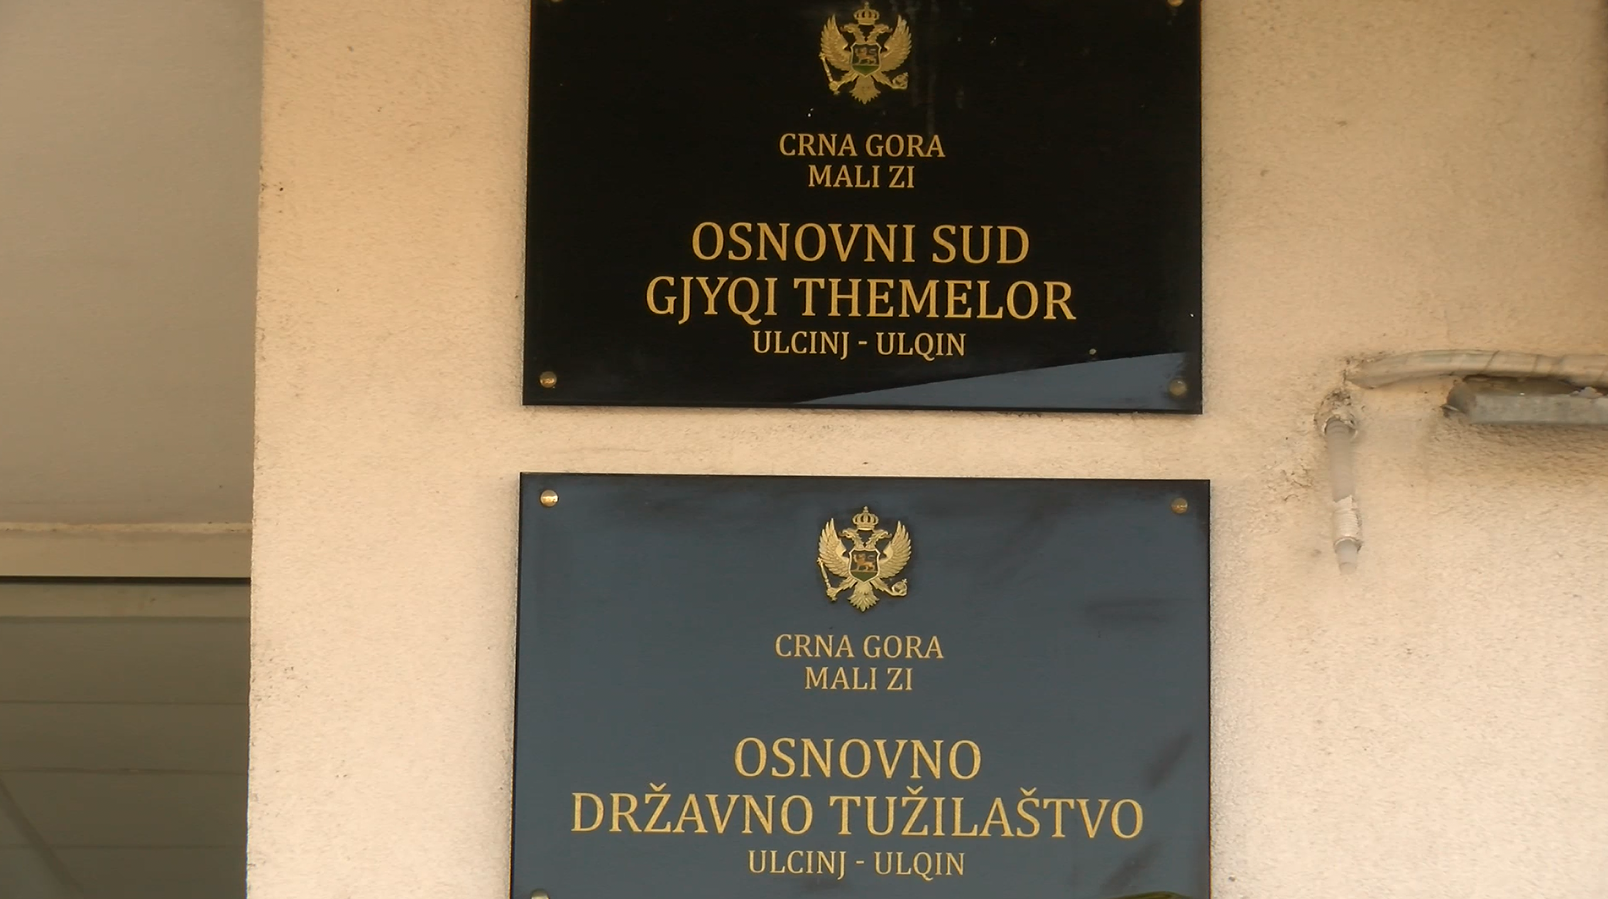 CRNA GORA
MALI ZI
OSNOVNI SUD
GJYQI THEMELOR
ULCINJ - ULQIN
CRNA GORA
MALI ZI
OSNOVNO
DRŽAVNO TUŽILAŠTVO
ULCINJ - ULQIN